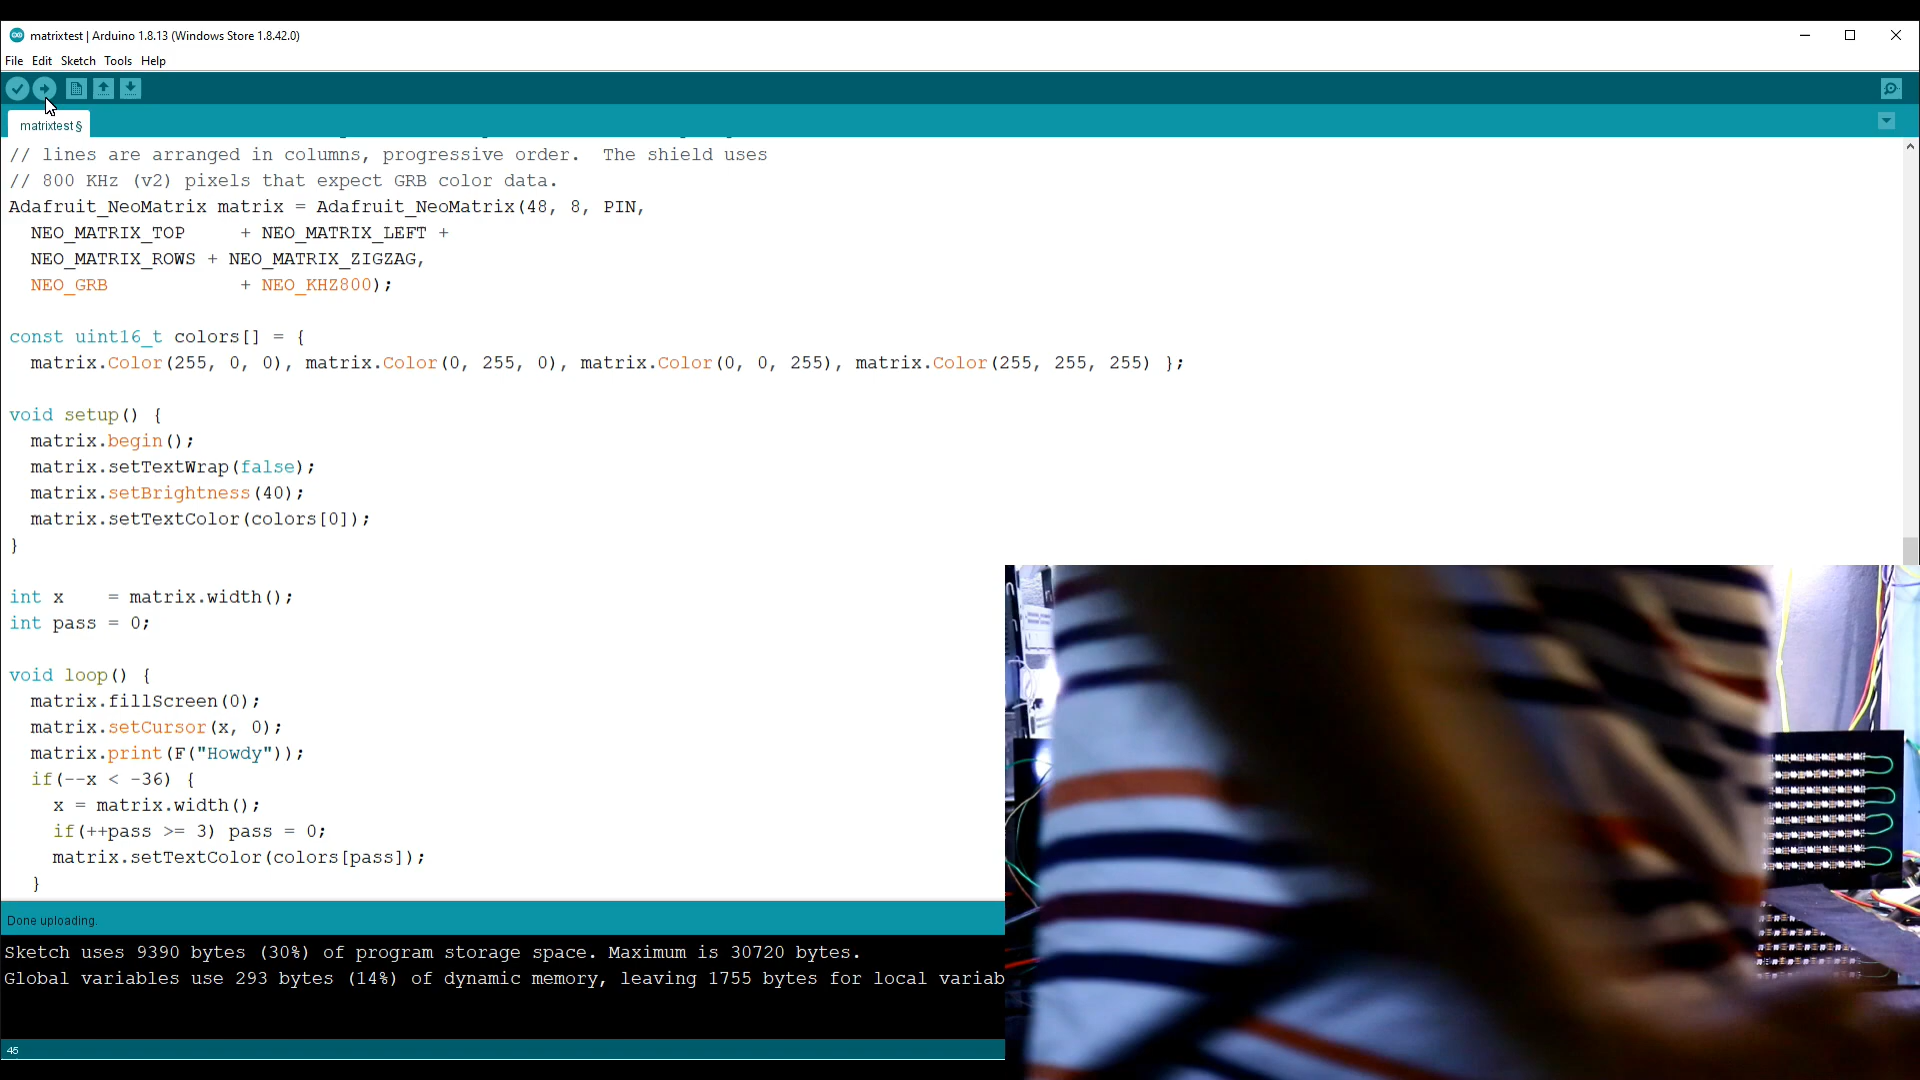 matrixtest | Arduino 1.8.13 (Windows Store 1.8.42.0)
File Edit Sketch Tools Help
matrixtest §
// lines are arranged in columns, progressive order.  The shield uses
// 800 KHz (v2) pixels that expect GRB color data.
Adafruit_NeoMatrix matrix = Adafruit_NeoMatrix(48, 8, PIN,
  NEO_MATRIX_TOP     + NEO_MATRIX_LEFT +
  NEO_MATRIX_ROWS + NEO_MATRIX_ZIGZAG,
  NEO_GRB            + NEO_KHZ800);
const uint16_t colors[] = {
  matrix.Color(255, 0, 0), matrix.Color(0, 255, 0), matrix.Color(0, 0, 255), matrix.Color(255, 255, 255) };
void setup() {
  matrix.begin();
  matrix.setTextWrap(false);
  matrix.setBrightness(40);
  matrix.setTextColor(colors[0]);
}
int x    = matrix.width();
int pass = 0;
void loop() {
  matrix.fillScreen(0);
  matrix.setCursor(x, 0);
  matrix.print(F("Howdy"));
  if(--x < -36) {
    x = matrix.width();
    if(++pass >= 3) pass = 0;
    matrix.setTextColor(colors[pass]);
  }
Done uploading.
Sketch uses 9390 bytes (30%) of program storage space. Maximum is 30720 bytes.
Global variables use 293 bytes (14%) of dynamic memory, leaving 1755 bytes for local variab
45